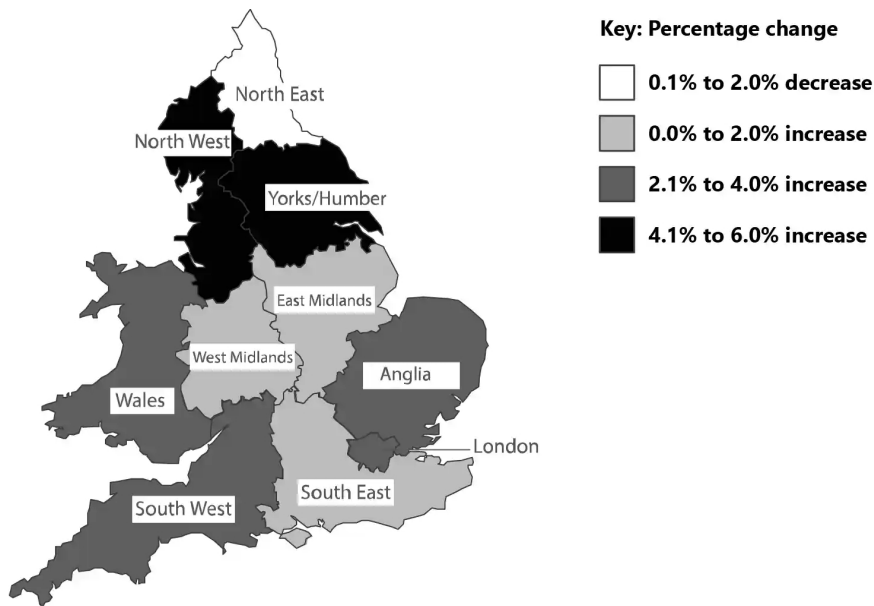 Key: Percentage change
0.1% to 2.0% decrease
0.0% to 2.0% increase
2.1% to 4.0% increase
4.1% to 6.0% increase
North East
North West
Yorks/Humber
East Midlands
West Midlands
Anglia
Wales
London
South East
South West